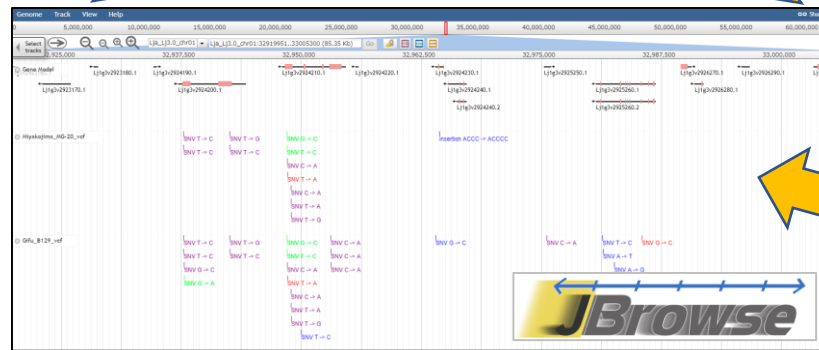 Genome Track View Help
0 5,000,000 10,000,000 15,000,000 20,000,000 25,000,000 30,000,000 35,000,000 40,000,000 45,000,000 50,000,000 55,000,000 60,000,000
Select tracks Lja_Lj3.0_chr01 Lja_Lj3.0_chr01:32919951..33005300 (85.35 Kb) Go
32,925,000 32,937,500 32,950,000 32,962,500 32,975,000 32,987,500 33,000,000
Gene Model
Lj1g3v2923180.1 Lj1g3v2924190.1 Lj1g3v2924210.1 Lj1g3v2924220.1 Lj1g3v2924230.1 Lj1g3v2925250.1 Lj1g3v2926270.1 Lj1g3v2926290.1
Lj1g3v2923170.1 Lj1g3v2924200.1 Lj1g3v2924240.1 Lj1g3v2925260.1 Lj1g3v2926280.1
Lj1g3v2924240.2 Lj1g3v2925260.2
Miyakojima_MG-20_vcf SNV T -> C SNV T -> G SNV G -> C insertion ACCC -> ACCCC
SNV T -> C SNV T -> C SNV T -> C
SNV C -> A
SNV T -> A
SNV C -> A
SNV T -> A
SNV T -> G
Gifu_B129_vcf SNV T -> C SNV T -> G SNV G -> C SNV C -> A SNV G -> C SNV C -> A SNV T -> C SNV G -> C
SNV T -> C SNV T -> C SNV T -> C SNV C -> A SNV A -> T
SNV G -> C SNV C -> A SNV C -> A SNV A -> G
SNV G -> A SNV T -> A
SNV C -> A
SNV T -> A
SNV T -> G
SNV T -> C
JBrowse